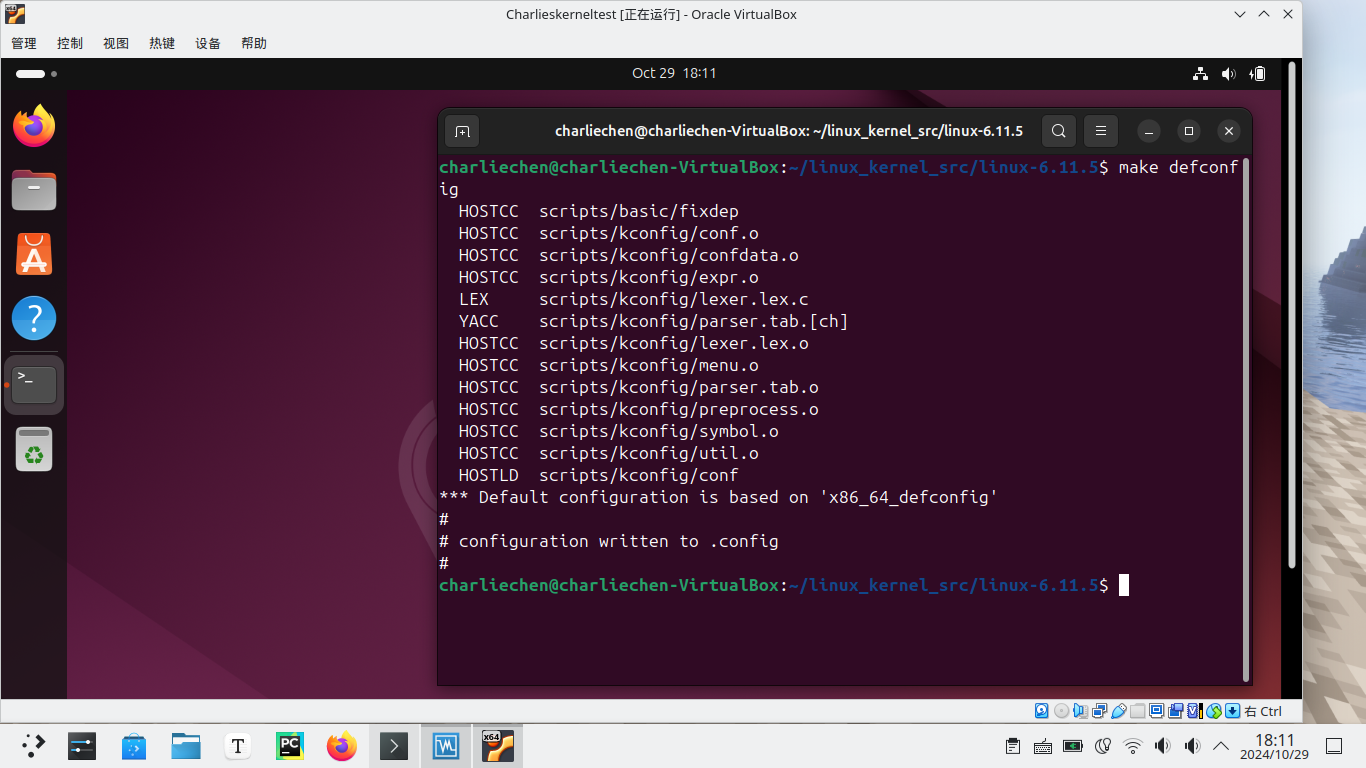 Charlieskerneltest [正在运行] - Oracle VirtualBox
管理 控制 视图 热键 设备 帮助
Oct 29 18:11
charliechen@charliechen-VirtualBox: ~/linux_kernel_src/linux-6.11.5
charliechen@charliechen-VirtualBox:~/linux_kernel_src/linux-6.11.5$ make defconf
ig
  HOSTCC  scripts/basic/fixdep
  HOSTCC  scripts/kconfig/conf.o
  HOSTCC  scripts/kconfig/confdata.o
  HOSTCC  scripts/kconfig/expr.o
  LEX     scripts/kconfig/lexer.lex.c
  YACC    scripts/kconfig/parser.tab.[ch]
  HOSTCC  scripts/kconfig/lexer.lex.o
  HOSTCC  scripts/kconfig/menu.o
  HOSTCC  scripts/kconfig/parser.tab.o
  HOSTCC  scripts/kconfig/preprocess.o
  HOSTCC  scripts/kconfig/symbol.o
  HOSTCC  scripts/kconfig/util.o
  HOSTLD  scripts/kconfig/conf
*** Default configuration is based on 'x86_64_defconfig'
#
# configuration written to .config
#
charliechen@charliechen-VirtualBox:~/linux_kernel_src/linux-6.11.5$
右 Ctrl
T
PC
x64
18:11
2024/10/29